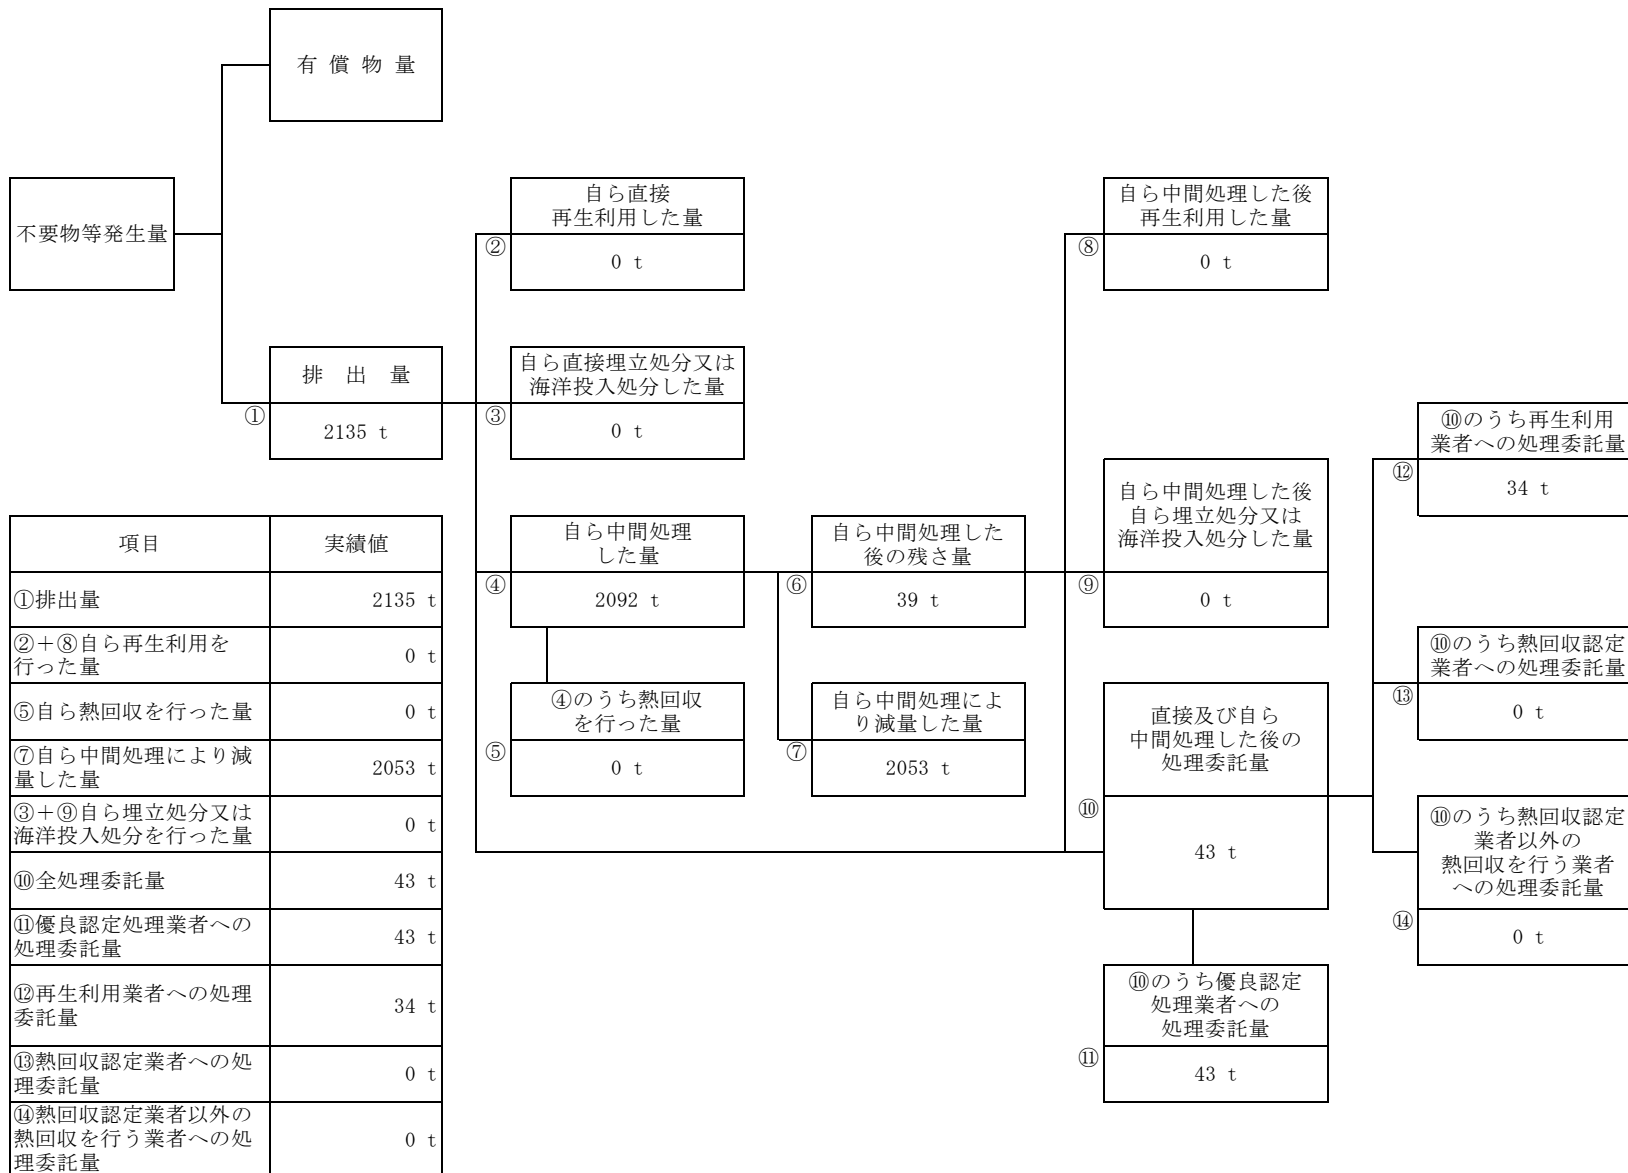 有 償 物 量
不要物等発生量
排 出 量
①
2135 t
自ら直接
再生利用した量
②
0 t
自ら直接埋立処分又は
海洋投入処分した量
③
0 t
自ら中間処理
した量
④
2092 t
④のうち熱回収
を行った量
⑤
0 t
自ら中間処理した
後の残さ量
⑥
39 t
自ら中間処理によ
り減量した量
⑦
2053 t
自ら中間処理した後
再生利用した量
⑧
0 t
自ら中間処理した後
自ら埋立処分又は
海洋投入処分した量
⑨
0 t
直接及び自ら
中間処理した後の
処理委託量
⑩
43 t
⑩のうち優良認定
処理業者への
処理委託量
⑪
43 t
⑩のうち再生利用
業者への処理委託量
⑫
34 t
⑩のうち熱回収認定
業者への処理委託量
⑬
0 t
⑩のうち熱回収認定
業者以外の
熱回収を行う業者
への処理委託量
⑭
0 t
項目 実績値
①排出量 2135 t
②+⑧自ら再生利用を
行った量 0 t
⑤自ら熱回収を行った量 0 t
⑦自ら中間処理により減
量した量 2053 t
③+⑨自ら埋立処分又は
海洋投入処分を行った量 0 t
⑩全処理委託量 43 t
⑪優良認定処理業者への
処理委託量 43 t
⑫再生利用業者への処理
委託量 34 t
⑬熱回収認定業者への処
理委託量 0 t
⑭熱回収認定業者以外の
熱回収を行う業者への処
理委託量 0 t